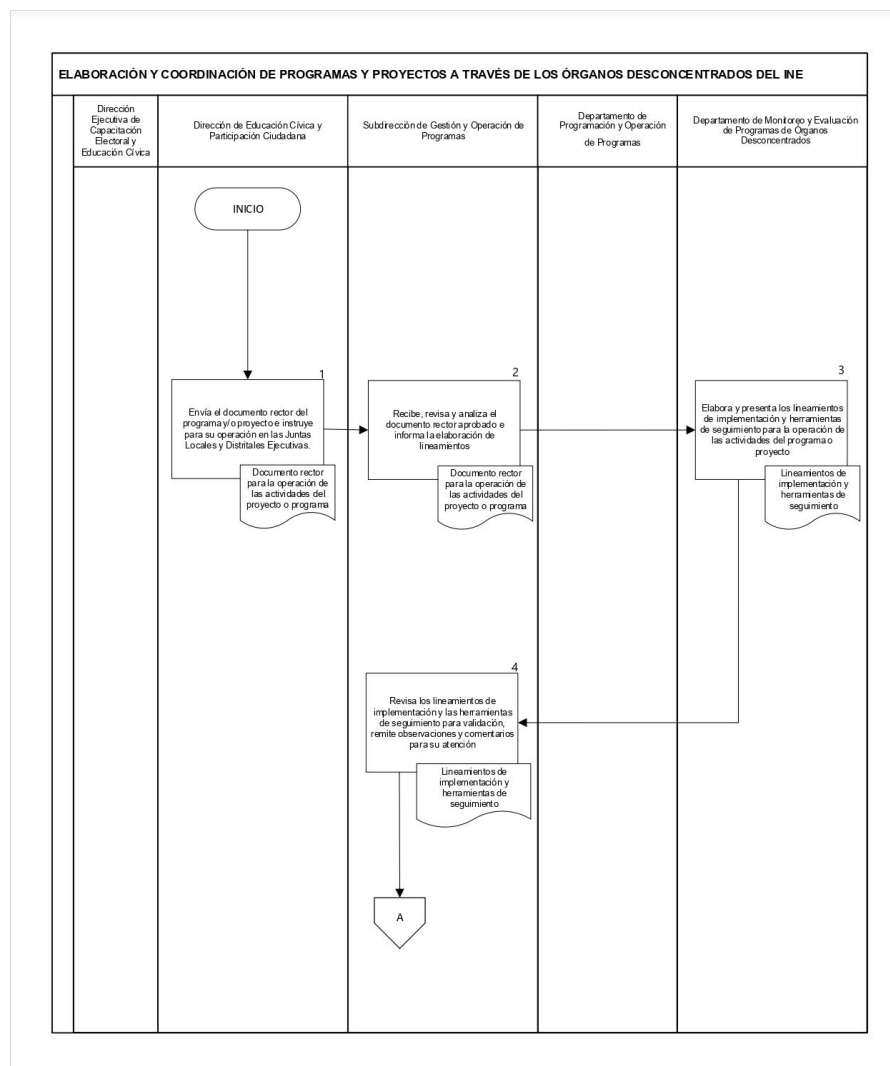 ELABORACIÓN Y COORDINACIÓN DE PROGRAMAS Y PROYECTOS A TRAVÉS DE LOS ÓRGANOS DESCONCENTRADOS DEL INE
Dirección
Ejecutiva de
Capacitación
Electoral y
Educación Cívica
Dirección de Educación Cívica y
Participación Ciudadana
Subdirección de Gestión y Operación de
Programas
Departamento de
Programación y Operación
de Programas
Departamento de Monitoreo y Evaluación
de Programas de Órganos
Desconcentrados
INICIO
1
Envía el documento rector del
programa y/o proyecto e instruye
para su operación en las Juntas
Locales y Distritales Ejecutivas.
Documento rector
para la operación de
las actividades del
proyecto o programa
2
Recibe, revisa y analiza el
documento rector aprobado e
informa la elaboración de
lineamientos
Documento rector
para la operación de
las actividades del
proyecto o programa
3
Elabora y presenta los lineamientos
de implementación y herramientas
de seguimiento para la operación de
las actividades del programa o
proyecto
Lineamientos de
implementación y
herramientas de
seguimiento
4
Revisa los lineamientos de
implementación y las herramientas
de seguimiento para validación,
remite observaciones y comentarios
para su atención
Lineamientos de
implementación y
herramientas de
seguimiento
A